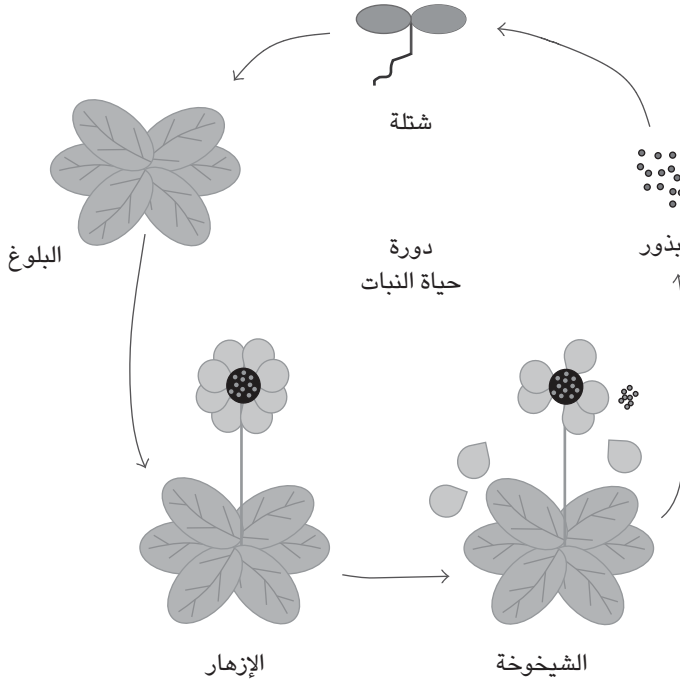 شتلة
بذور
دورة
حياة النبات
البلوغ
الإزهار
الشيخوخة